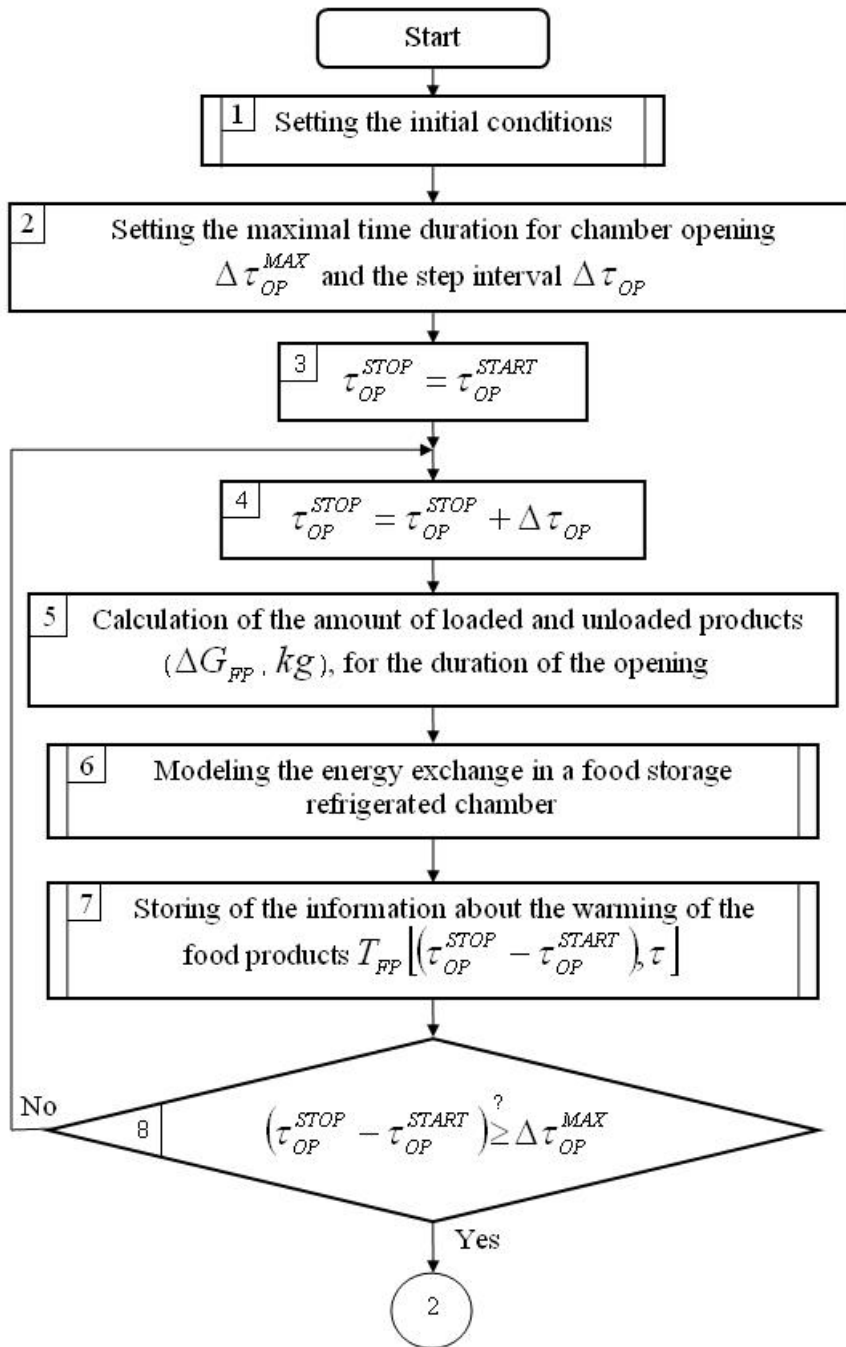 Start
1 Setting the initial conditions
2 Setting the maximal time duration for chamber opening
Δτ_OP^MAX and the step interval Δτ_OP
3 τ_OP^STOP = τ_OP^START
4 τ_OP^STOP = τ_OP^STOP + Δτ_OP
5 Calculation of the amount of loaded and unloaded products
(ΔG_FP, kg), for the duration of the opening
6 Modeling the energy exchange in a food storage
refrigerated chamber
7 Storing of the information about the warming of the
food products T_FP[(τ_OP^STOP − τ_OP^START), τ]
No
8 (τ_OP^STOP − τ_OP^START) ≥? Δτ_OP^MAX
Yes
2